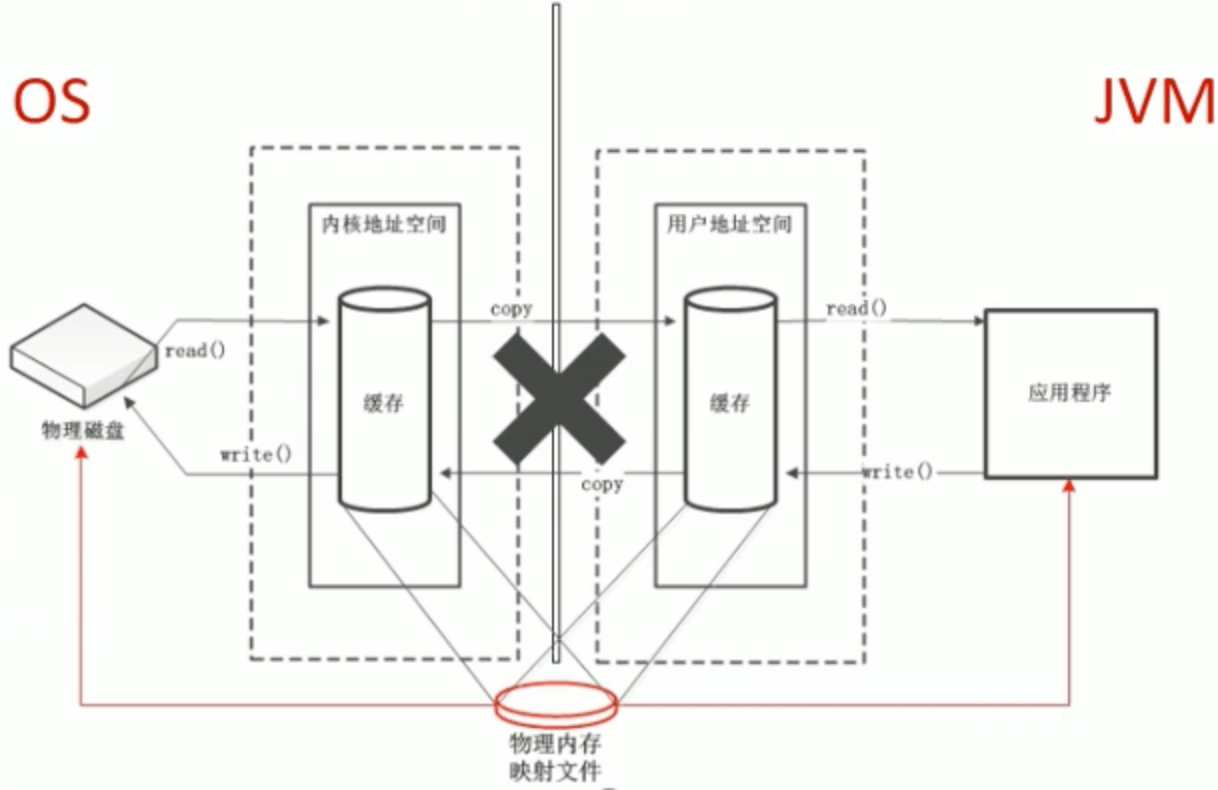 OS
JVM
内核地址空间
用户地址空间
copy
read()
read()
缓存
缓存
应用程序
物理磁盘
write()
copy
write()
物理内存
映射文件